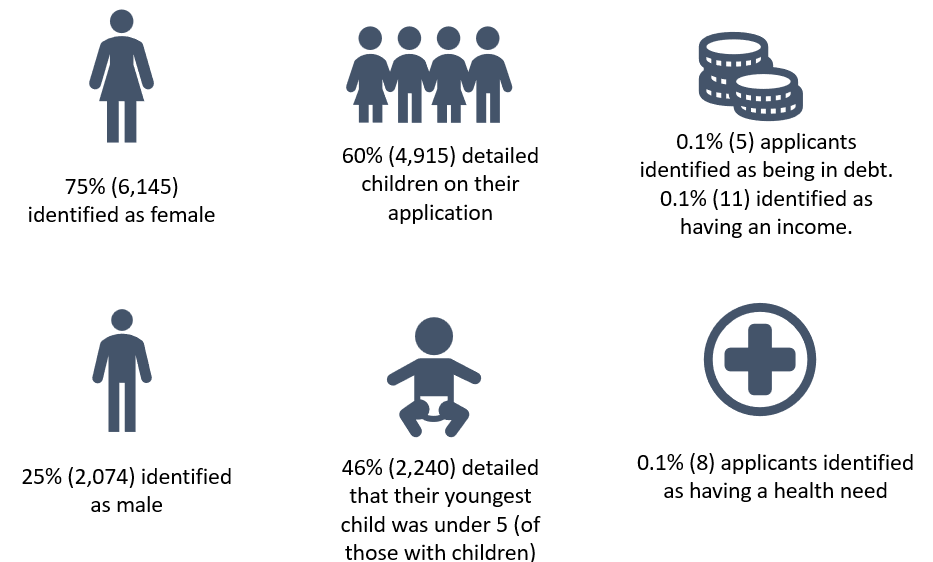 75% (6,145)
identified as female
60% (4,915) detailed
children on their
application
0.1% (5) applicants
identified as being in debt.
0.1% (11) identified as
having an income.
25% (2,074) identified
as male
46% (2,240) detailed
that their youngest
child was under 5 (of
those with children)
0.1% (8) applicants identified
as having a health need